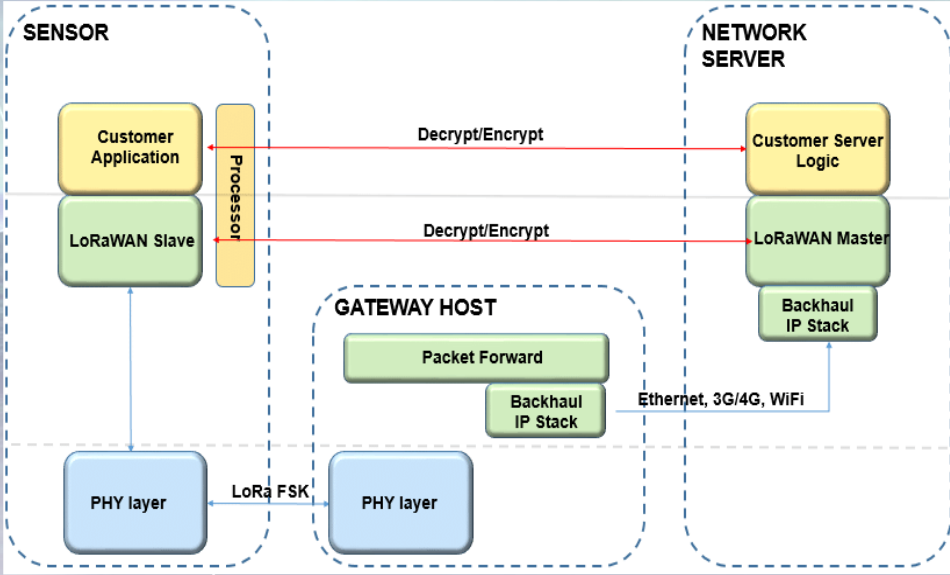 SENSOR
NETWORK
SERVER
Customer
Application
Processor
Decrypt/Encrypt
Customer Server
Logic
LoRaWAN Slave
Decrypt/Encrypt
LoRaWAN Master
GATEWAY HOST
Backhaul
IP Stack
Packet Forward
Backhaul
IP Stack
Ethernet, 3G/4G, WiFi
PHY layer
LoRa FSK
PHY layer